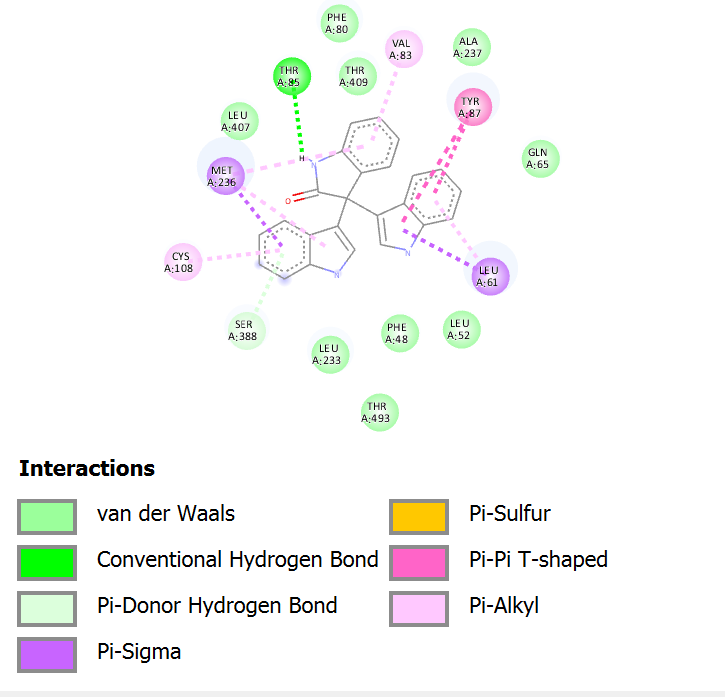 PHE
A:80
VAL
A:83
ALA
A:237
THR
A:85
THR
A:409
TYR
A:87
LEU
A:407
GLN
A:65
H
N
MET
A:236
O
N
N
CYS
A:108
LEU
A:61
SER
A:388
LEU
A:233
PHE
A:48
LEU
A:52
THR
A:493
Interactions
van der Waals
Pi-Sulfur
Conventional Hydrogen Bond
Pi-Pi T-shaped
Pi-Donor Hydrogen Bond
Pi-Alkyl
Pi-Sigma